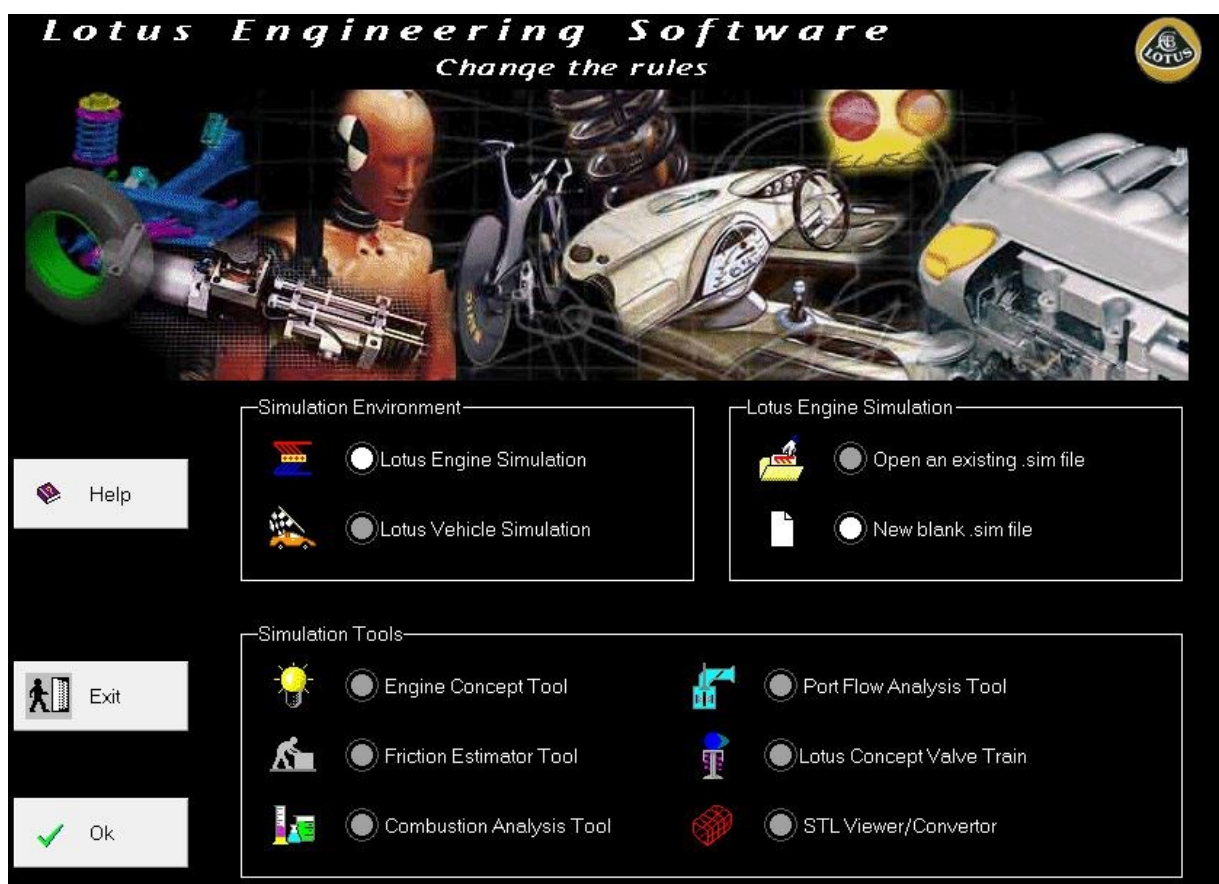 Lotus Engineering Software
Change the rules
LOTUS
Simulation Environment
Lotus Engine Simulation
Lotus Vehicle Simulation
Lotus Engine Simulation
Open an existing .sim file
New blank .sim file
Help
Exit
Ok
Simulation Tools
Engine Concept Tool
Port Flow Analysis Tool
Friction Estimator Tool
Lotus Concept Valve Train
Combustion Analysis Tool
STL Viewer/Convertor